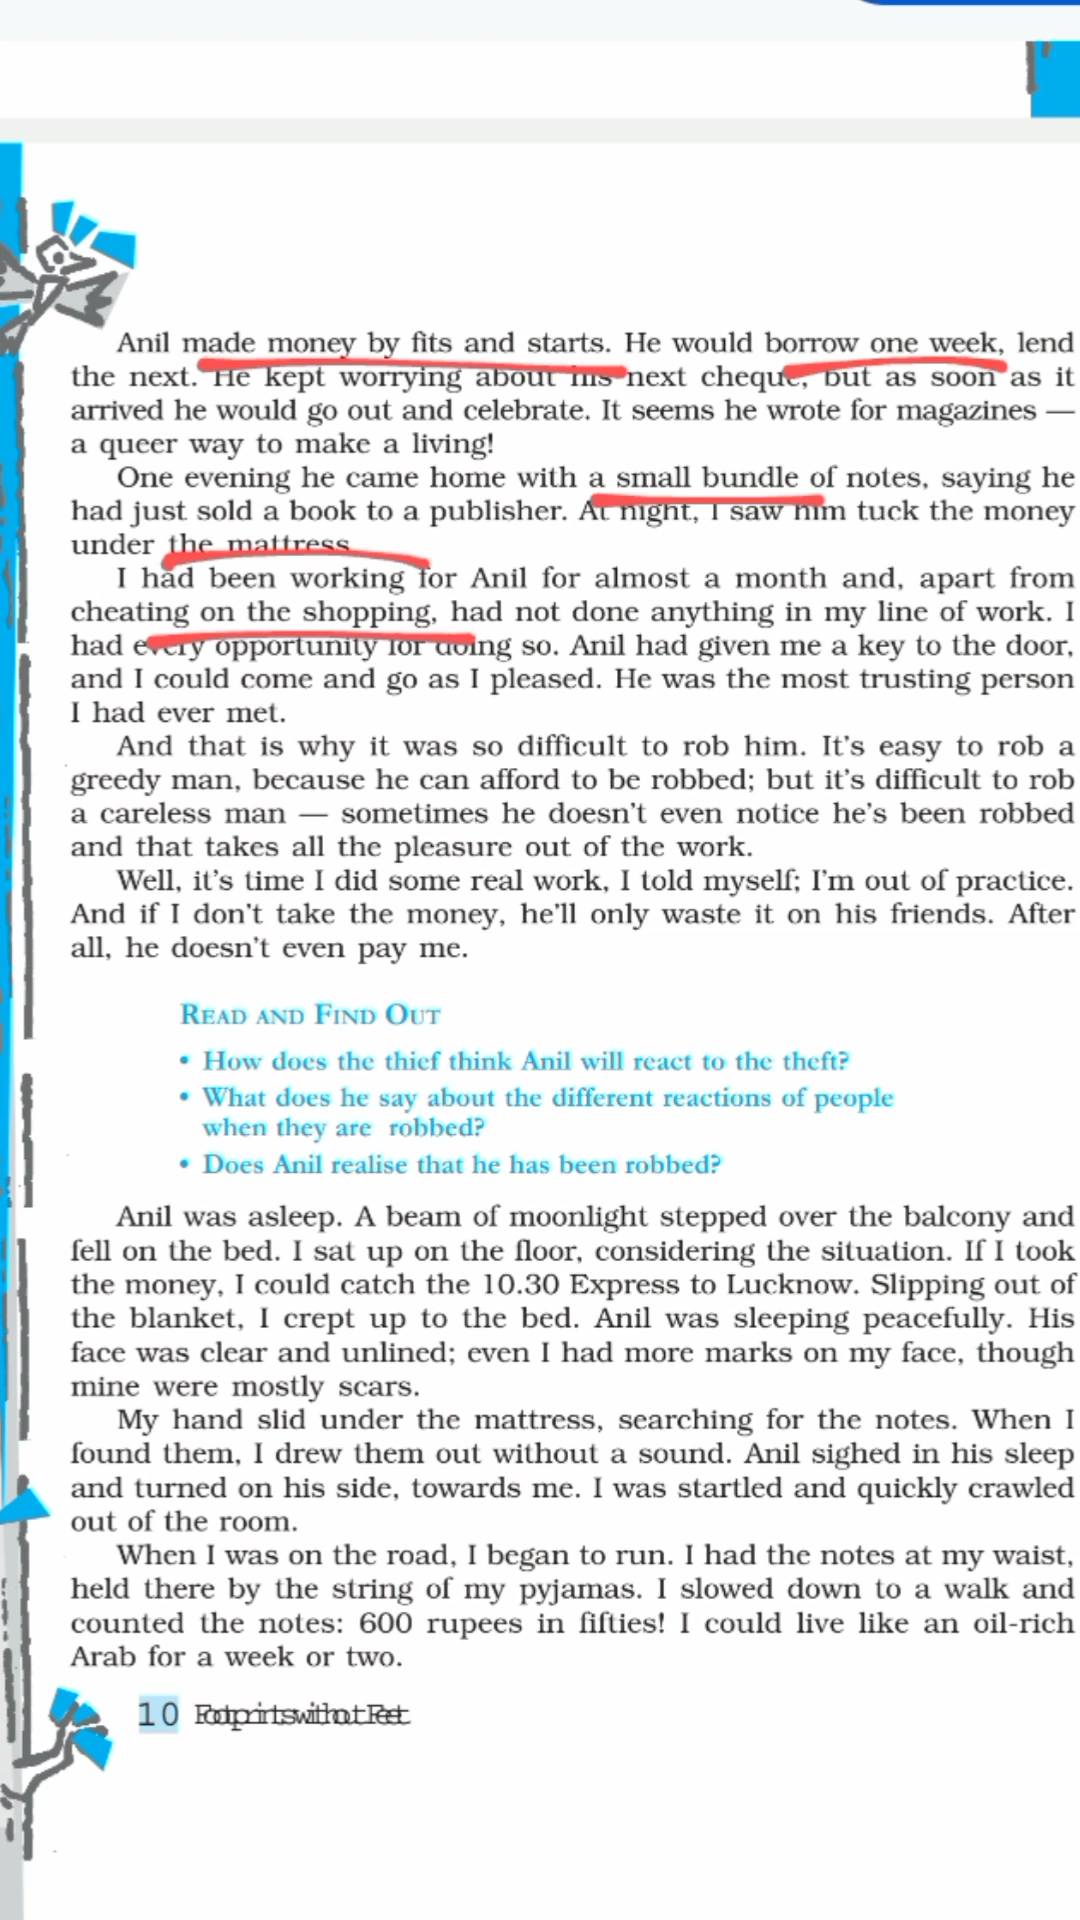 Anil made money by fits and starts. He would borrow one week, lend
the next. He kept worrying about his next cheque, but as soon as it
arrived he would go out and celebrate. It seems he wrote for magazines —
a queer way to make a living!
One evening he came home with a small bundle of notes, saying he
had just sold a book to a publisher. At night, I saw him tuck the money
under the mattress.
I had been working for Anil for almost a month and, apart from
cheating on the shopping, had not done anything in my line of work. I
had every opportunity for doing so. Anil had given me a key to the door,
and I could come and go as I pleased. He was the most trusting person
I had ever met.
And that is why it was so difficult to rob him. It's easy to rob a
greedy man, because he can afford to be robbed; but it's difficult to rob
a careless man — sometimes he doesn't even notice he's been robbed
and that takes all the pleasure out of the work.
Well, it's time I did some real work, I told myself; I'm out of practice.
And if I don't take the money, he'll only waste it on his friends. After
all, he doesn't even pay me.
READ AND FIND OUT
• How does the thief think Anil will react to the theft?
• What does he say about the different reactions of people
when they are robbed?
• Does Anil realise that he has been robbed?
Anil was asleep. A beam of moonlight stepped over the balcony and
fell on the bed. I sat up on the floor, considering the situation. If I took
the money, I could catch the 10.30 Express to Lucknow. Slipping out of
the blanket, I crept up to the bed. Anil was sleeping peacefully. His
face was clear and unlined; even I had more marks on my face, though
mine were mostly scars.
My hand slid under the mattress, searching for the notes. When I
found them, I drew them out without a sound. Anil sighed in his sleep
and turned on his side, towards me. I was startled and quickly crawled
out of the room.
When I was on the road, I began to run. I had the notes at my waist,
held there by the string of my pyjamas. I slowed down to a walk and
counted the notes: 600 rupees in fifties! I could live like an oil-rich
Arab for a week or two.
10 Footprints without Feet